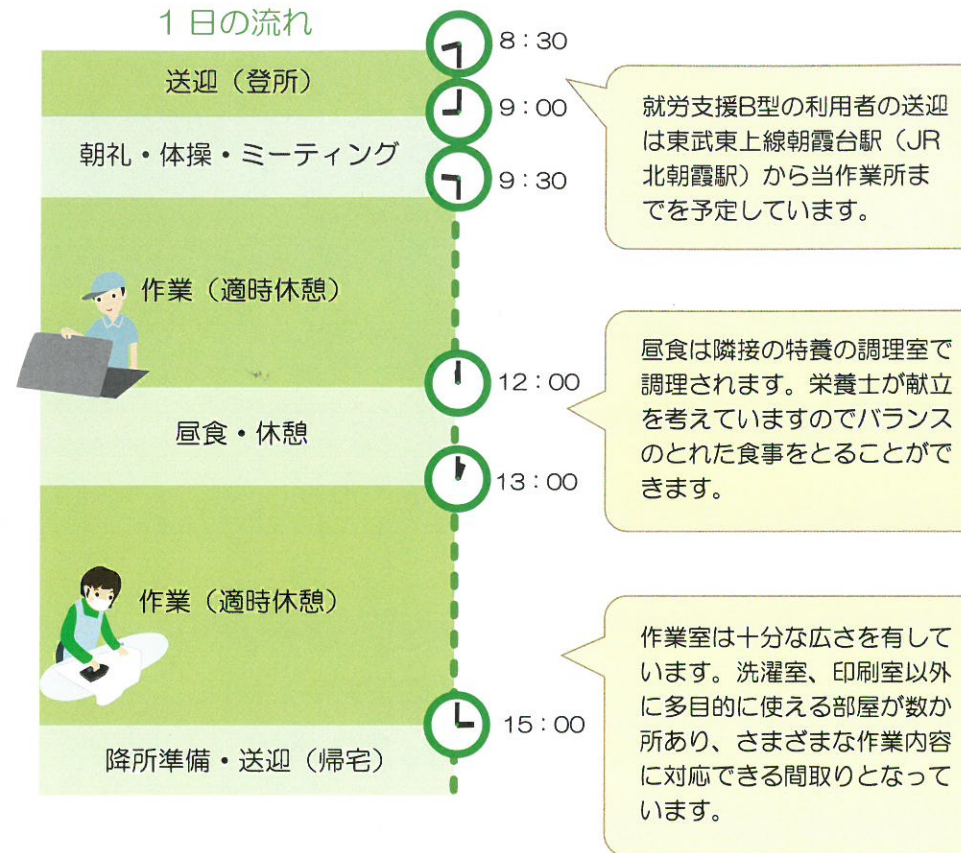 1日の流れ
8:30
送迎（登所）
9:00
朝礼・体操・ミーティング
9:30
就労支援B型の利用者の送迎
は東武東上線朝霞台駅（JR
北朝霞駅）から当作業所ま
でを予定しています。
作業（適時休憩）
12:00
昼食・休憩
13:00
昼食は隣接の特養の調理室で
調理されます。栄養士が献立
を考えていますのでバランス
のとれた食事をとることがで
きます。
作業（適時休憩）
15:00
降所準備・送迎（帰宅）
作業室は十分な広さを有して
います。洗濯室、印刷室以外
に多目的に使える部屋が数か
所あり、さまざまな作業内容
に対応できる間取りとなって
います。